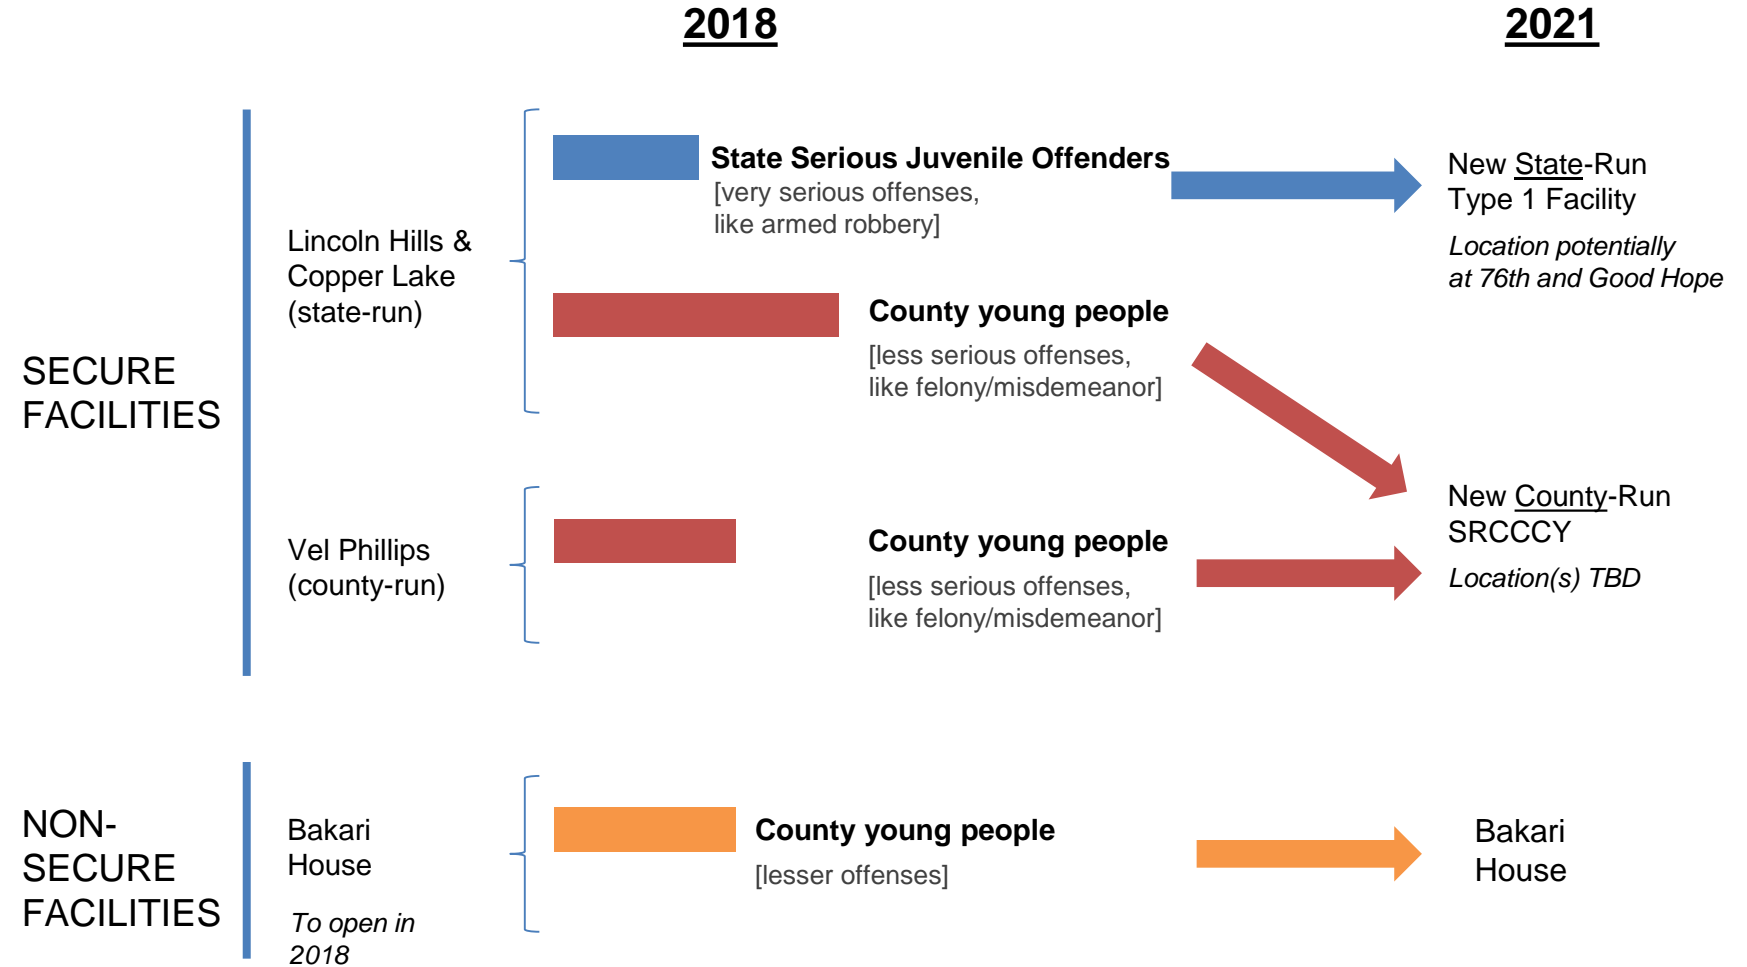 2018
2021
SECURE
FACILITIES
Lincoln Hills &
Copper Lake
(state-run)
State Serious Juvenile Offenders
[very serious offenses,
like armed robbery]
New State-Run
Type 1 Facility
Location potentially
at 76th and Good Hope
County young people
[less serious offenses,
like felony/misdemeanor]
Vel Phillips
(county-run)
County young people
[less serious offenses,
like felony/misdemeanor]
New County-Run
SRCCCY
Location(s) TBD
NON-
SECURE
FACILITIES
Bakari
House
To open in
2018
County young people
[lesser offenses]
Bakari
House